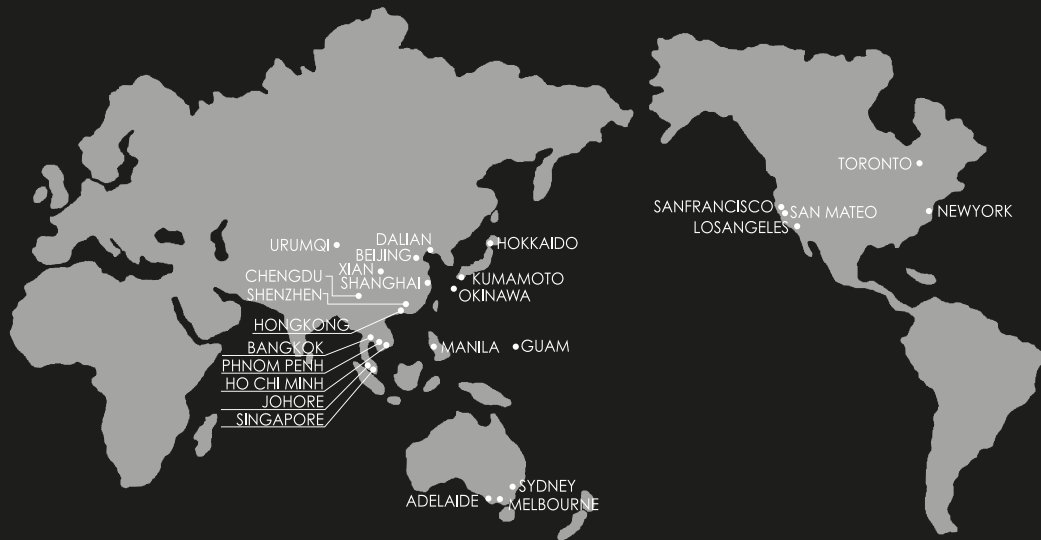 TORONTO
SANFRANCISCO
SAN MATEO
NEWYORK
LOSANGELES
URUMQI
DALIAN
HOKKAIDO
BEIJING
XIAN
CHENGDU
SHANGHAI
KUMAMOTO
SHENZHEN
OKINAWA
HONGKONG
BANGKOK
MANILA
GUAM
PHNOM PENH
HO CHI MINH
JOHORE
SINGAPORE
SYDNEY
ADELAIDE
MELBOURNE